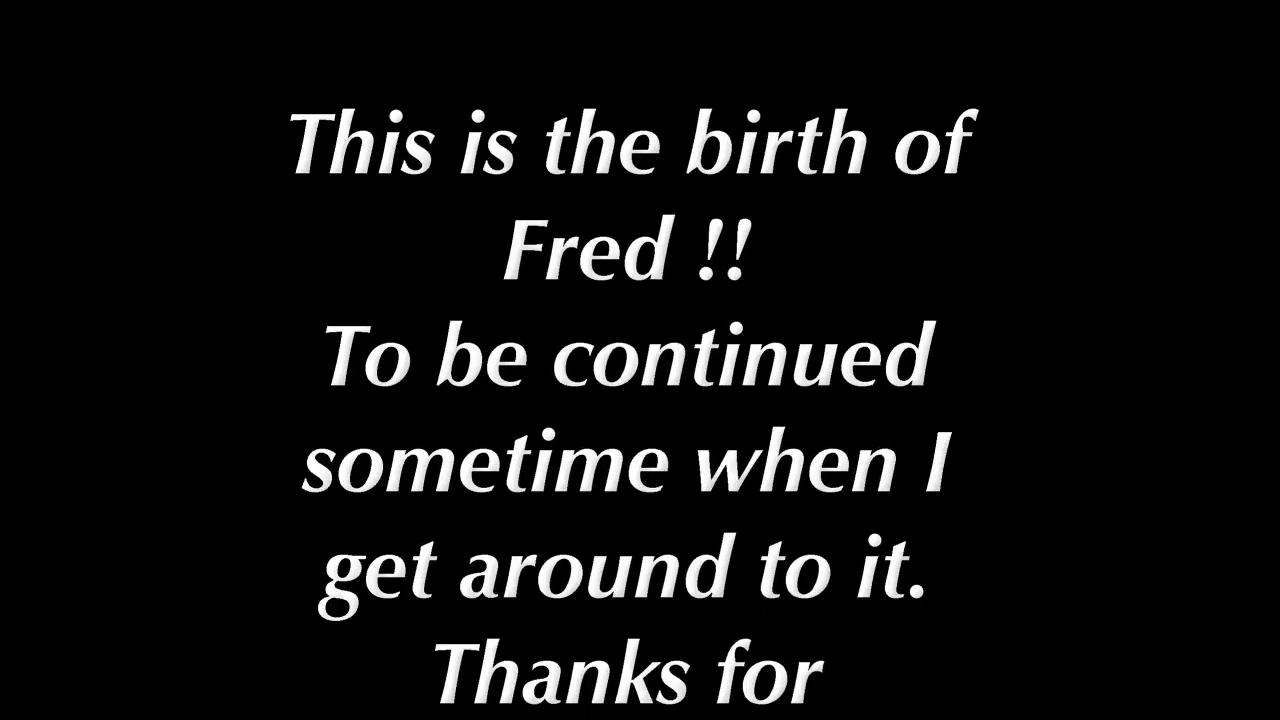 This is the birth of
Fred !!
To be continued
sometime when I
get around to it.
Thanks for